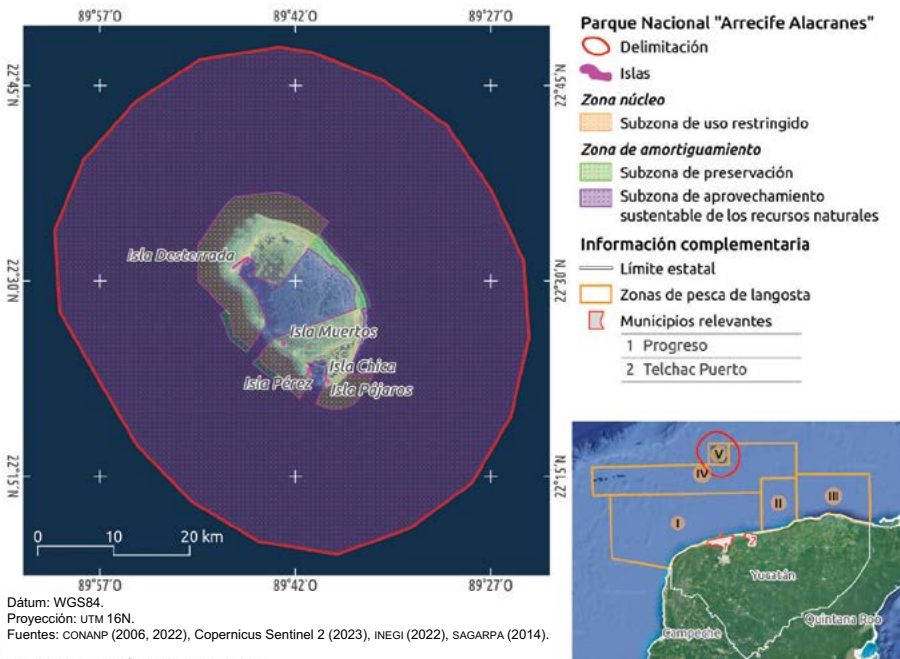 89°57'O 89°42'O 89°27'O
22°45'N
22°30'N
22°15'N
22°45'N
22°30'N
22°15'N
Isla Desterrada
Isla Muertos
Isla Chica
Isla Pérez
Isla Pájaros
0 10 20 km
89°57'O 89°42'O 89°27'O
Dátum: WGS84.
Proyección: UTM 16N.
Fuentes: CONANP (2006, 2022), Copernicus Sentinel 2 (2023), INEGI (2022), SAGARPA (2014).
Parque Nacional "Arrecife Alacranes"
Delimitación
Islas
Zona núcleo
Subzona de uso restringido
Zona de amortiguamiento
Subzona de preservación
Subzona de aprovechamiento
sustentable de los recursos naturales
Información complementaria
Límite estatal
Zonas de pesca de langosta
Municipios relevantes
1 Progreso
2 Telchac Puerto
V
IV
III
II
I
1
2
Yucatán
Quintana Roo
Campeche